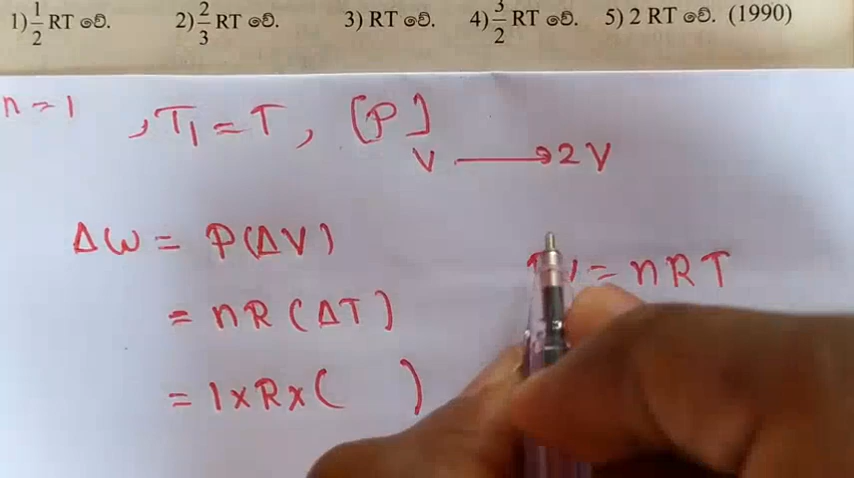 1) 1/2 RT වේ. 2) 2/3 RT වේ. 3) RT වේ. 4) 3/2 RT වේ. 5) 2 RT වේ. (1990)
n = 1 , T₁ = T , [P]
V → 2V
ΔW = P(ΔV)
= nRT
= nR (ΔT)
= 1×R×( )